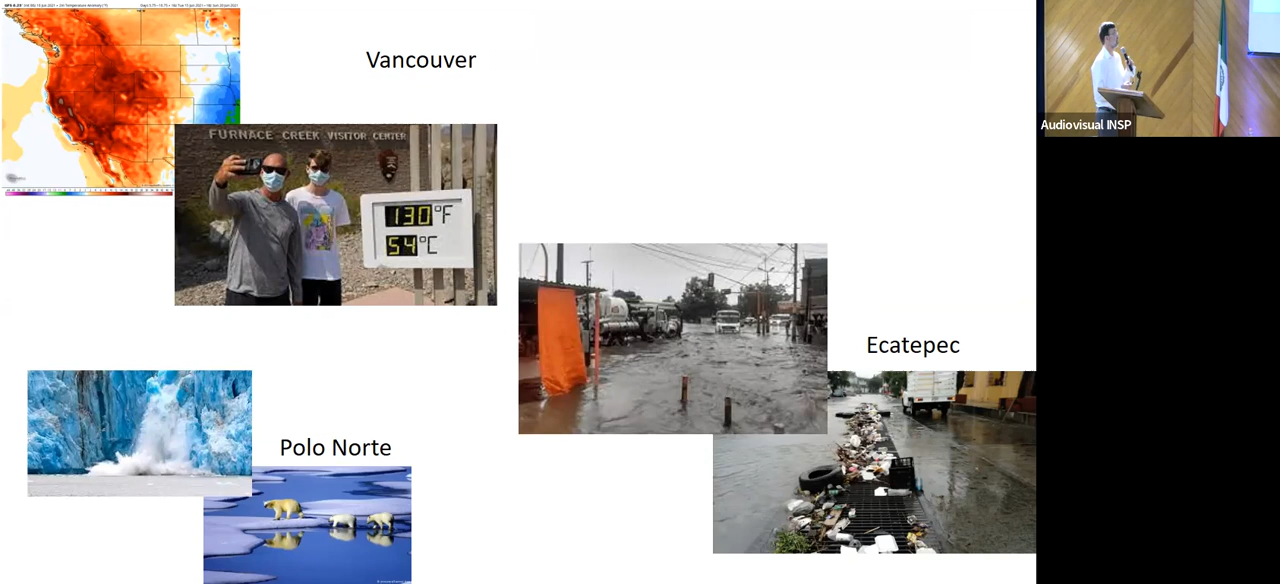 Vancouver
FURNACE CREEK VISITOR CENTER
130°F
54°C
Ecatepec
Polo Norte
Audiovisual INSP